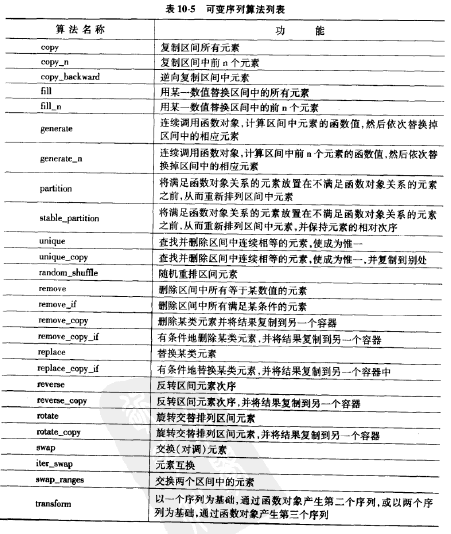 表 10-5 可变序列算法列表
算法名称 功能
copy 复制区间所有元素
copy_n 复制区间中前 n 个元素
copy_backward 逆向复制区间中元素
fill 用某一数值替换区间中的所有元素
fill_n 用某一数值替换区间中的前 n 个元素
generate 连续调用函数对象,计算区间中元素的函数值,然后依次替换掉
区间中的相应元素
generate_n 连续调用函数对象,计算区间中前 n 个元素的函数值,然后依次替
换掉区间中的相应元素
partition 将满足函数对象关系的元素放置在不满足函数对象关系的元素
之前,从而重新排列区间中元素
stable_partition 将满足函数对象关系的元素放置在不满足函数对象关系的元素
之前,从而重新排列区间中元素,并保持元素的相对次序
unique 查找并删除区间中连续相等的元素,使成为惟一
unique_copy 查找并删除区间中连续相等的元素,使成为惟一,并复制到别处
random_shuffle 随机重排区间元素
remove 删除区间中所有等于某数值的元素
remove_if 删除区间中所有满足某条件的元素
remove_copy 删除某类元素并将结果复制到另一个容器
remove_copy_if 有条件地删除某类元素,并将结果复制到另一个容器
replace 替换某类元素
replace_copy_if 有条件地替换某类元素,并将结果复制到另一个容器中
reverse 反转区间元素次序
reverse_copy 反转区间元素次序,并将结果复制到另一个容器
rotate 旋转交替排列区间元素
rotate_copy 旋转交替排列区间元素,并将结果复制到另一个容器
swap 交换(对调)元素
iter_swap 元素互换
swap_ranges 交换两个区间中的元素
transform 以一个序列为基础,通过函数对象产生第二个序列,或以两个序
列为基础,通过函数对象产生第三个序列